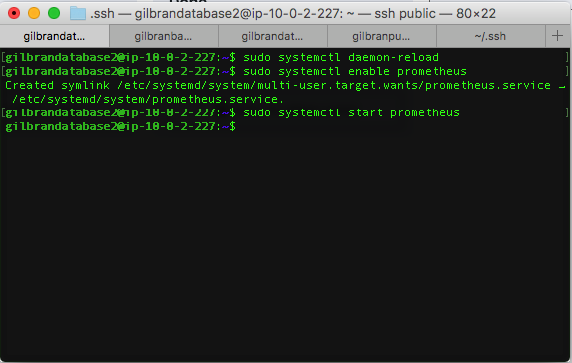 .ssh — gilbrandatabase2@ip-10-0-2-227: ~ — ssh public — 80×22
gilbrandat... gilbranba... gilbrandat... gilbranpu... ~/.ssh
[gilbrandatabase2@ip-10-0-2-227:~$ sudo systemctl daemon-reload ]
[gilbrandatabase2@ip-10-0-2-227:~$ sudo systemctl enable prometheus ]
Created symlink /etc/systemd/system/multi-user.target.wants/prometheus.service →
/etc/systemd/system/prometheus.service.
[gilbrandatabase2@ip-10-0-2-227:~$ sudo systemctl start prometheus ]
gilbrandatabase2@ip-10-0-2-227:~$